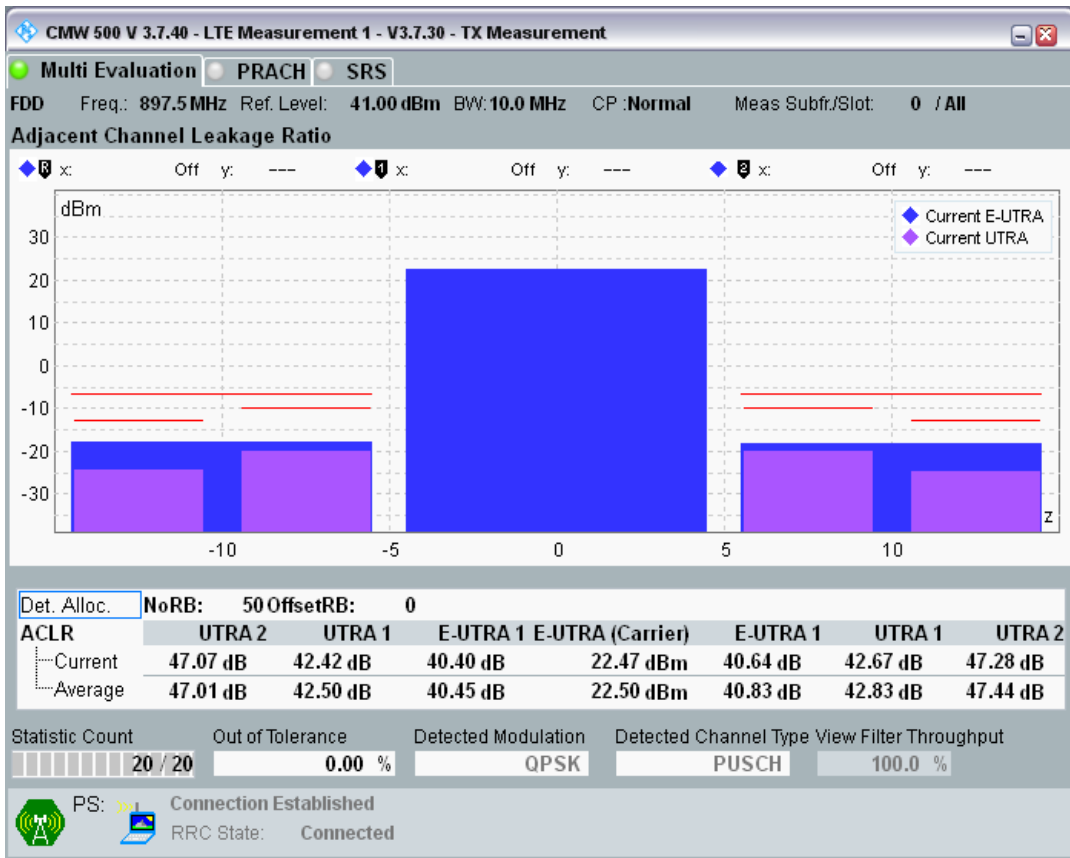 CMW 500 V 3.7.40 - LTE Measurement 1 - V3.7.30 - TX Measurement
Multi Evaluation PRACH SRS
FDD Freq.: 897.5 MHz Ref. Level: 41.00 dBm BW: 10.0 MHz CP :Normal Meas Subfr./Slot: 0 / All
Adjacent Channel Leakage Ratio
R x: Off y: --- 1 x: Off y: --- 2 x: Off y: ---
dBm
Current E-UTRA
Current UTRA
30
20
10
0
-10
-20
-30
z
-10 -5 0 5 10
Det. Alloc. NoRB: 50 OffsetRB: 0
ACLR UTRA 2 UTRA 1 E-UTRA 1 E-UTRA (Carrier) E-UTRA 1 UTRA 1 UTRA 2
Current 47.07 dB 42.42 dB 40.40 dB 22.47 dBm 40.64 dB 42.67 dB 47.28 dB
Average 47.01 dB 42.50 dB 40.45 dB 22.50 dBm 40.83 dB 42.83 dB 47.44 dB
Statistic Count Out of Tolerance Detected Modulation Detected Channel Type View Filter Throughput
20 / 20 0.00 % QPSK PUSCH 100.0 %
PS: Connection Established
RRC State: Connected